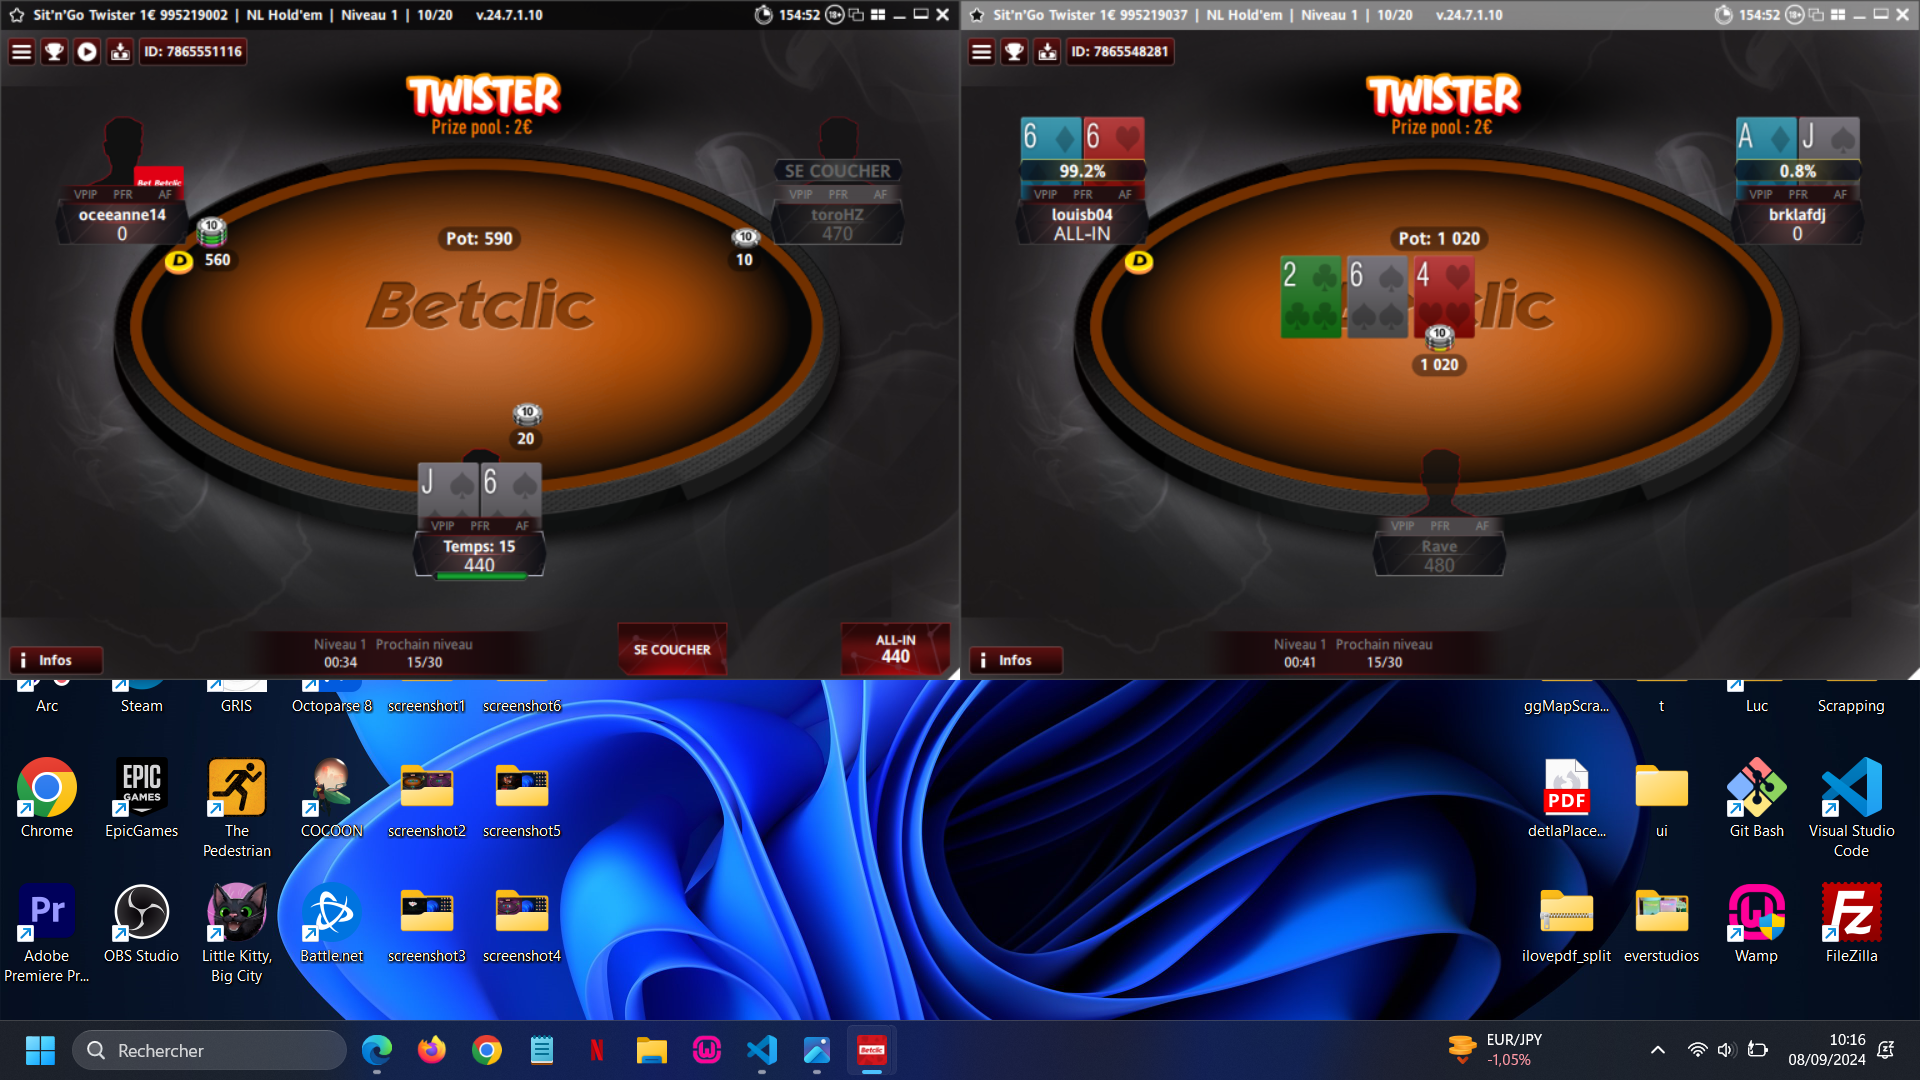 Sit'n'Go Twister 1€ 995219002 | NL Hold'em | Niveau 1 | 10/20 v.24.7.1.10
154:52 18+
ID: 7865551116
TWISTER
Prize pool : 2€
Bet Betclic
VPIP PFR AF
oceeanne14
0
SE COUCHER
VPIP PFR AF
toroHZ
470
10
D 560
Pot: 590
10
10
Betclic
10
20
J 6
VPIP PFR AF
Temps: 15
440
i Infos
Niveau 1 Prochain niveau
00:34 15/30
SE COUCHER
ALL-IN
440
Sit'n'Go Twister 1€ 995219037 | NL Hold'em | Niveau 1 | 10/20 v.24.7.1.10
154:52 18+
ID: 7865548281
TWISTER
Prize pool : 2€
6 6
99.2%
VPIP PFR AF
louisb04
ALL-IN
A J
0.8%
VPIP PFR AF
brklafdj
0
D
Pot: 1 020
2 6 4
clic
10
1 020
VPIP PFR AF
Rave
480
i Infos
Niveau 1 Prochain niveau
00:41 15/30
Arc
Steam
GRIS
Octoparse 8
screenshot1
screenshot6
ggMapScra...
t
Luc
Scrapping
Chrome
EPIC
GAMES
EpicGames
The
Pedestrian
COCOON
screenshot2
screenshot5
PDF
detlaPlace...
ui
Git Bash
Visual Studio
Code
Pr
Adobe
Premiere Pr...
OBS Studio
Little Kitty,
Big City
Battle.net
screenshot3
screenshot4
ilovepdf_split
everstudios
Wamp
Fz
FileZilla
Rechercher
N
Betclic
EUR/JPY
-1,05%
10:16
08/09/2024